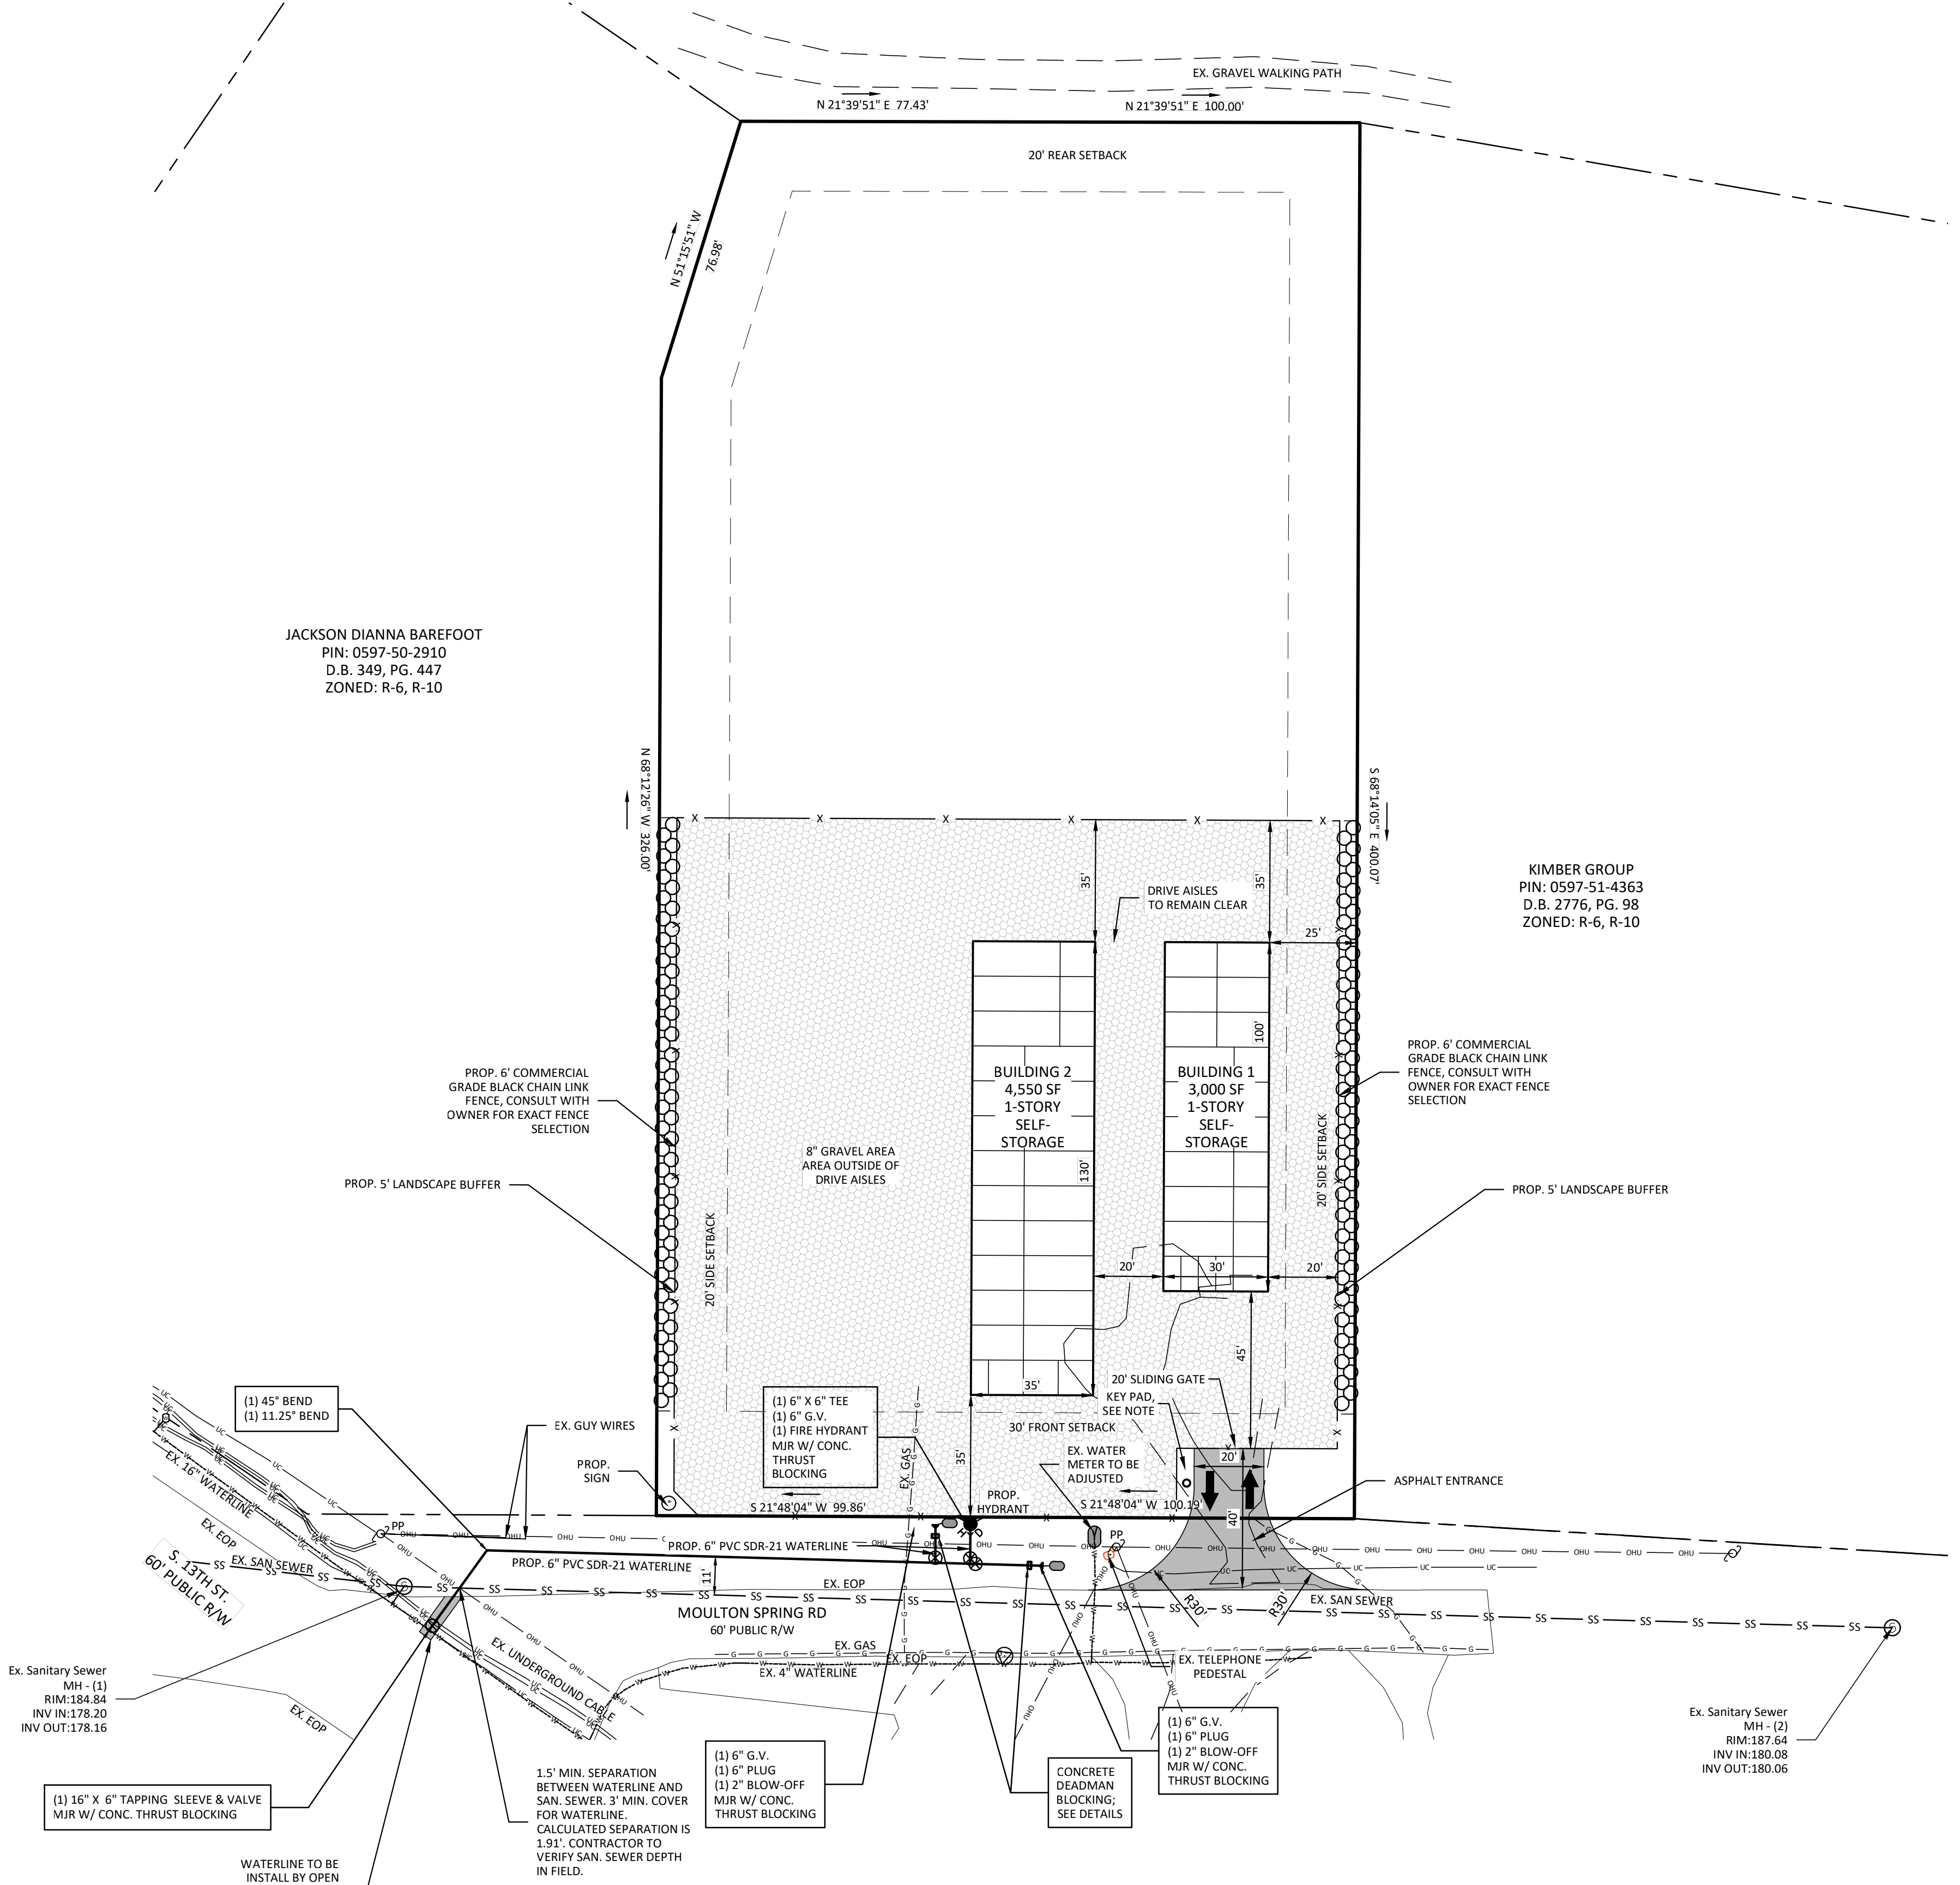 EX. GRAVEL WALKING PATH
N 21°39'51" E 77.43'
N 21°39'51" E 100.00'
20' REAR SETBACK
N 51°15'51" W
76.98'
JACKSON DIANNA BAREFOOT
PIN: 0597-50-2910
D.B. 349, PG. 447
ZONED: R-6, R-10
N 68°12'26" W 326.00'
S 68°14'05" E 400.07'
KIMBER GROUP
PIN: 0597-51-4363
D.B. 2776, PG. 98
ZONED: R-6, R-10
35'
35'
DRIVE AISLES
TO REMAIN CLEAR
25'
100'
PROP. 6' COMMERCIAL
GRADE BLACK CHAIN LINK
FENCE, CONSULT WITH
OWNER FOR EXACT FENCE
SELECTION
PROP. 6' COMMERCIAL
GRADE BLACK CHAIN LINK
FENCE, CONSULT WITH
OWNER FOR EXACT FENCE
SELECTION
BUILDING 2
4,550 SF
1-STORY
SELF-
STORAGE
BUILDING 1
3,000 SF
1-STORY
SELF-
STORAGE
8" GRAVEL AREA
AREA OUTSIDE OF
DRIVE AISLES
130'
20' SIDE SETBACK
PROP. 5' LANDSCAPE BUFFER
PROP. 5' LANDSCAPE BUFFER
20' SIDE SETBACK
20'
30'
20'
45'
35'
20' SLIDING GATE
KEY PAD,
SEE NOTE
30' FRONT SETBACK
(1) 45° BEND
(1) 11.25° BEND
(1) 6" X 6" TEE
(1) 6" G.V.
(1) FIRE HYDRANT
MJR W/ CONC.
THRUST
BLOCKING
EX. GUY WIRES
EX. GAS
35'
EX. WATER
METER TO BE
ADJUSTED
20'
PROP.
SIGN
ASPHALT ENTRANCE
PROP.
HYDRANT
S 21°48'04" W 99.86'
S 21°48'04" W 100.19'
40'
EX. 16" WATERLINE
EX. EOP
PP
HYD
PP
PROP. 6" PVC SDR-21 WATERLINE
PROP. 6" PVC SDR-21 WATERLINE
11'
S. 13TH ST.
60' PUBLIC R/W
EX. SAN SEWER
EX. EOP
MOULTON SPRING RD
60' PUBLIC R/W
R30'
R30'
EX. SAN SEWER
EX. GAS
EX. EOP
EX. 4" WATERLINE
EX. UNDERGROUND CABLE
EX. TELEPHONE
PEDESTAL
Ex. Sanitary Sewer
MH - (1)
RIM:184.84
INV IN:178.20
INV OUT:178.16
EX. EOP
Ex. Sanitary Sewer
MH - (2)
RIM:187.64
INV IN:180.08
INV OUT:180.06
(1) 16" X 6" TAPPING SLEEVE & VALVE
MJR W/ CONC. THRUST BLOCKING
1.5' MIN. SEPARATION
BETWEEN WATERLINE AND
SAN. SEWER. 3' MIN. COVER
FOR WATERLINE.
CALCULATED SEPARATION IS
1.91'. CONTRACTOR TO
VERIFY SAN. SEWER DEPTH
IN FIELD.
(1) 6" G.V.
(1) 6" PLUG
(1) 2" BLOW-OFF
MJR W/ CONC.
THRUST BLOCKING
CONCRETE
DEADMAN
BLOCKING;
SEE DETAILS
(1) 6" G.V.
(1) 6" PLUG
(1) 2" BLOW-OFF
MJR W/ CONC.
THRUST BLOCKING
WATERLINE TO BE
INSTALL BY OPEN